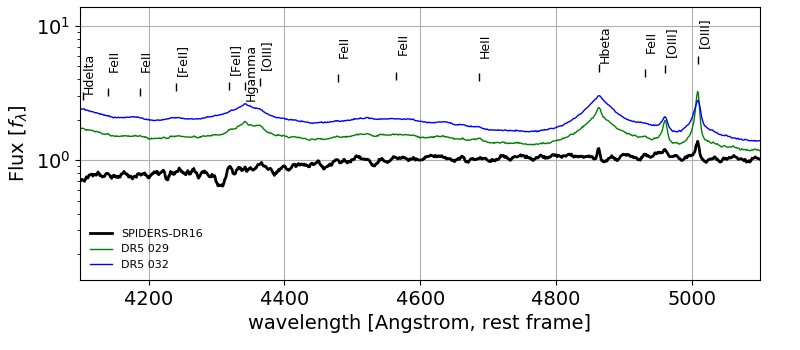 10¹
10⁰
Flux [fλ]
Hdelta
FeII
FeII
[FeII]
[FeII]
Hgamma
[OIII]
FeII
FeII
HeII
Hbeta
FeII
[OIII]
[OIII]
SPIDERS-DR16
DR5 029
DR5 032
4200 4400 4600 4800 5000
wavelength [Angstrom, rest frame]